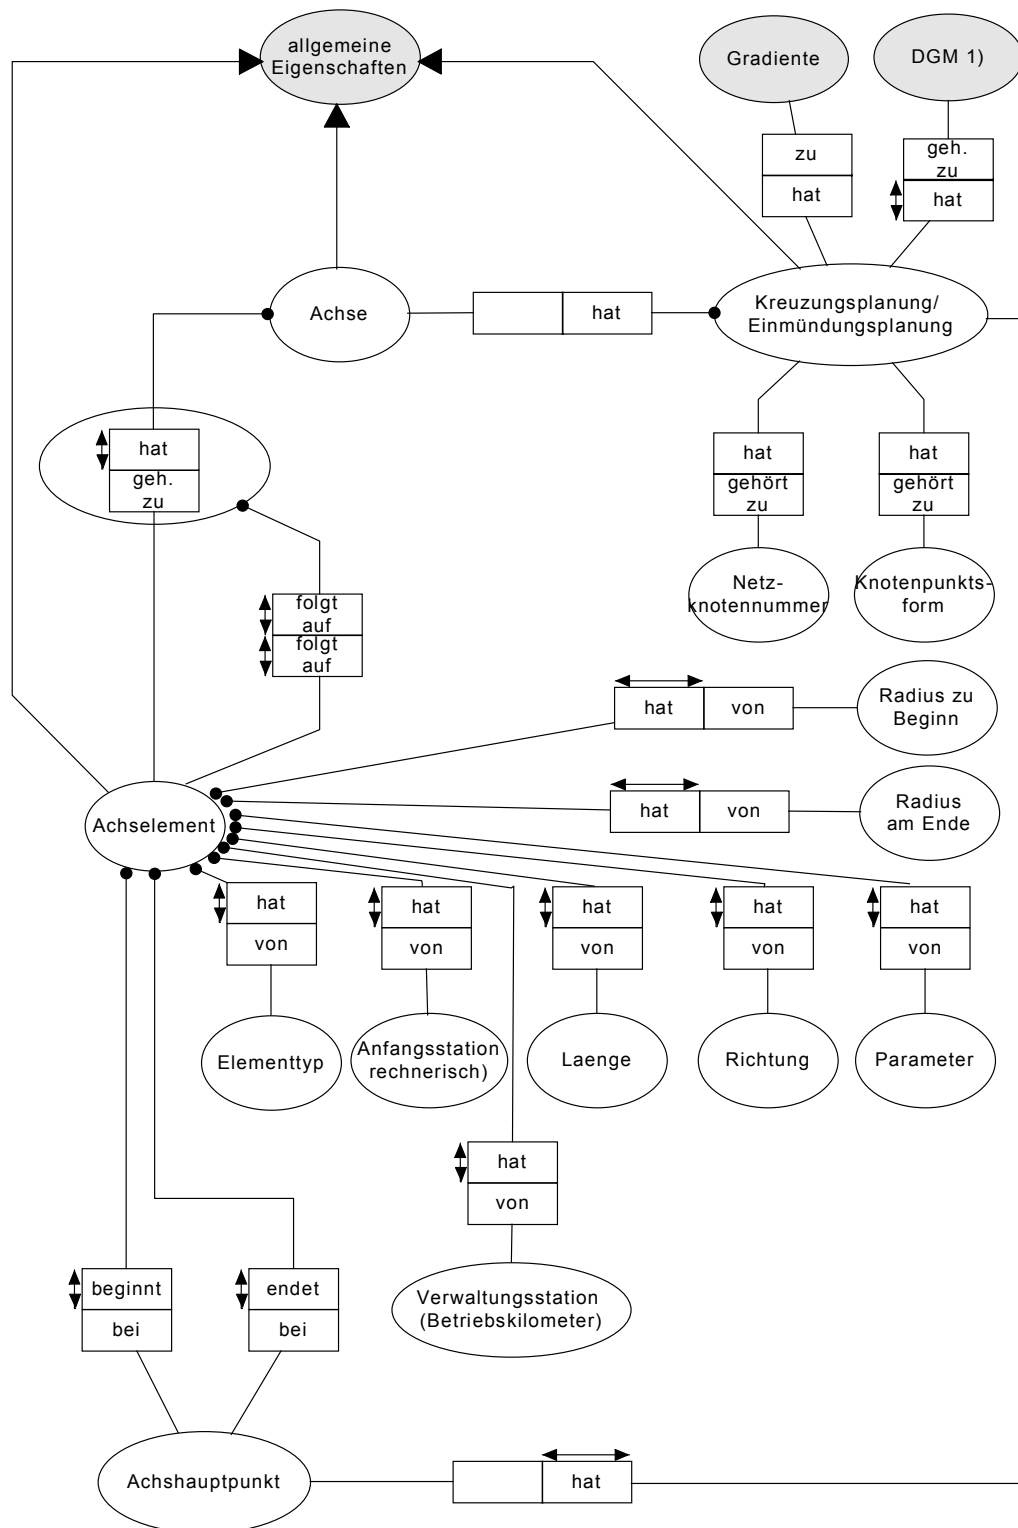 allgemeine
Eigenschaften
Gradiente
DGM 1)
zu
hat
geh.
zu
hat
Achse
hat
Kreuzungsplanung/
Einmündungsplanung
hat
geh.
zu
hat
gehört
zu
hat
gehört
zu
Netz-
knotennummer
Knotenpunkts-
form
folgt
auf
folgt
auf
hat
von
Radius zu
Beginn
hat
von
Radius
am Ende
Achselement
hat
von
hat
von
hat
von
hat
von
hat
von
Elementtyp
Anfangsstation
rechnerisch)
Laenge
Richtung
Parameter
hat
von
beginnt
bei
endet
bei
Verwaltungsstation
(Betriebskilometer)
Achshauptpunkt
hat